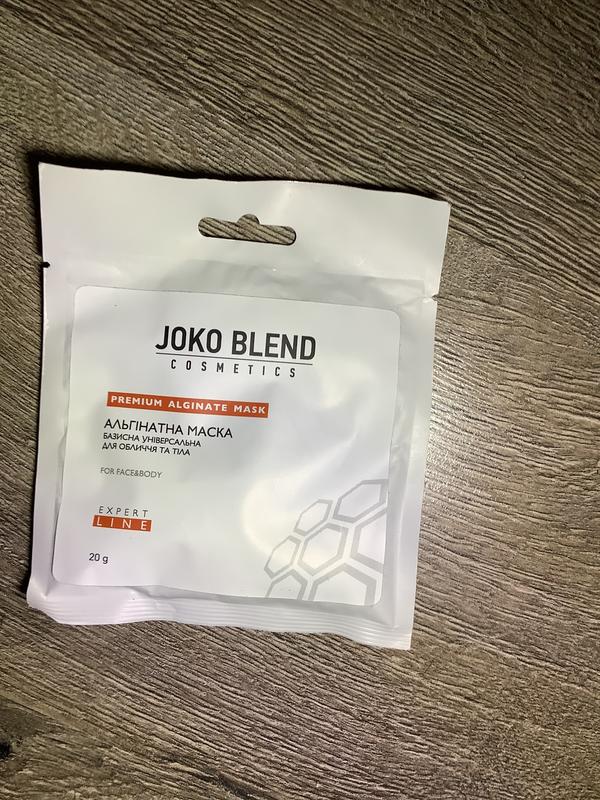 JOKO BLEND
COSMETICS
PREMIUM ALGINATE MASK
АЛЬГІНАТНА МАСКА
БАЗИСНА УНІВЕРСАЛЬНА
ДЛЯ ОБЛИЧЧЯ ТА ТІЛА
FOR FACE&BODY
EXPERT
LINE
20 g